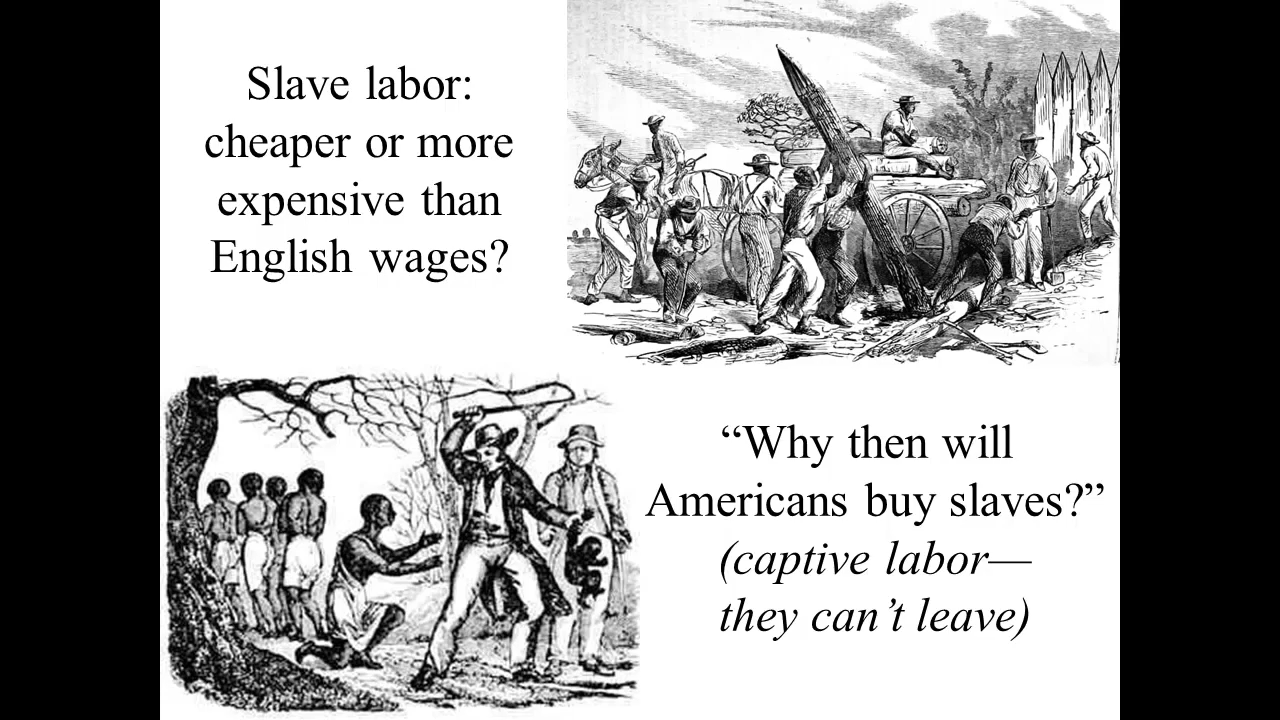 Slave labor:
cheaper or more
expensive than
English wages?
“Why then will
Americans buy slaves?”
(captive labor—
they can’t leave)